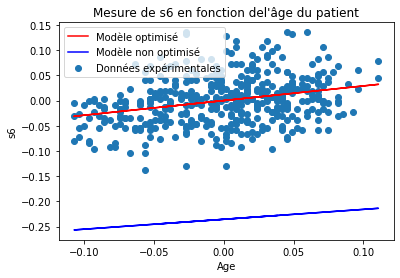 Mesure de s6 en fonction del'âge du patient
Modèle optimisé
Modèle non optimisé
Données expérimentales
0.15
0.10
0.05
0.00
−0.05
−0.10
−0.15
−0.20
−0.25
s6
−0.10
−0.05
0.00
0.05
0.10
Age